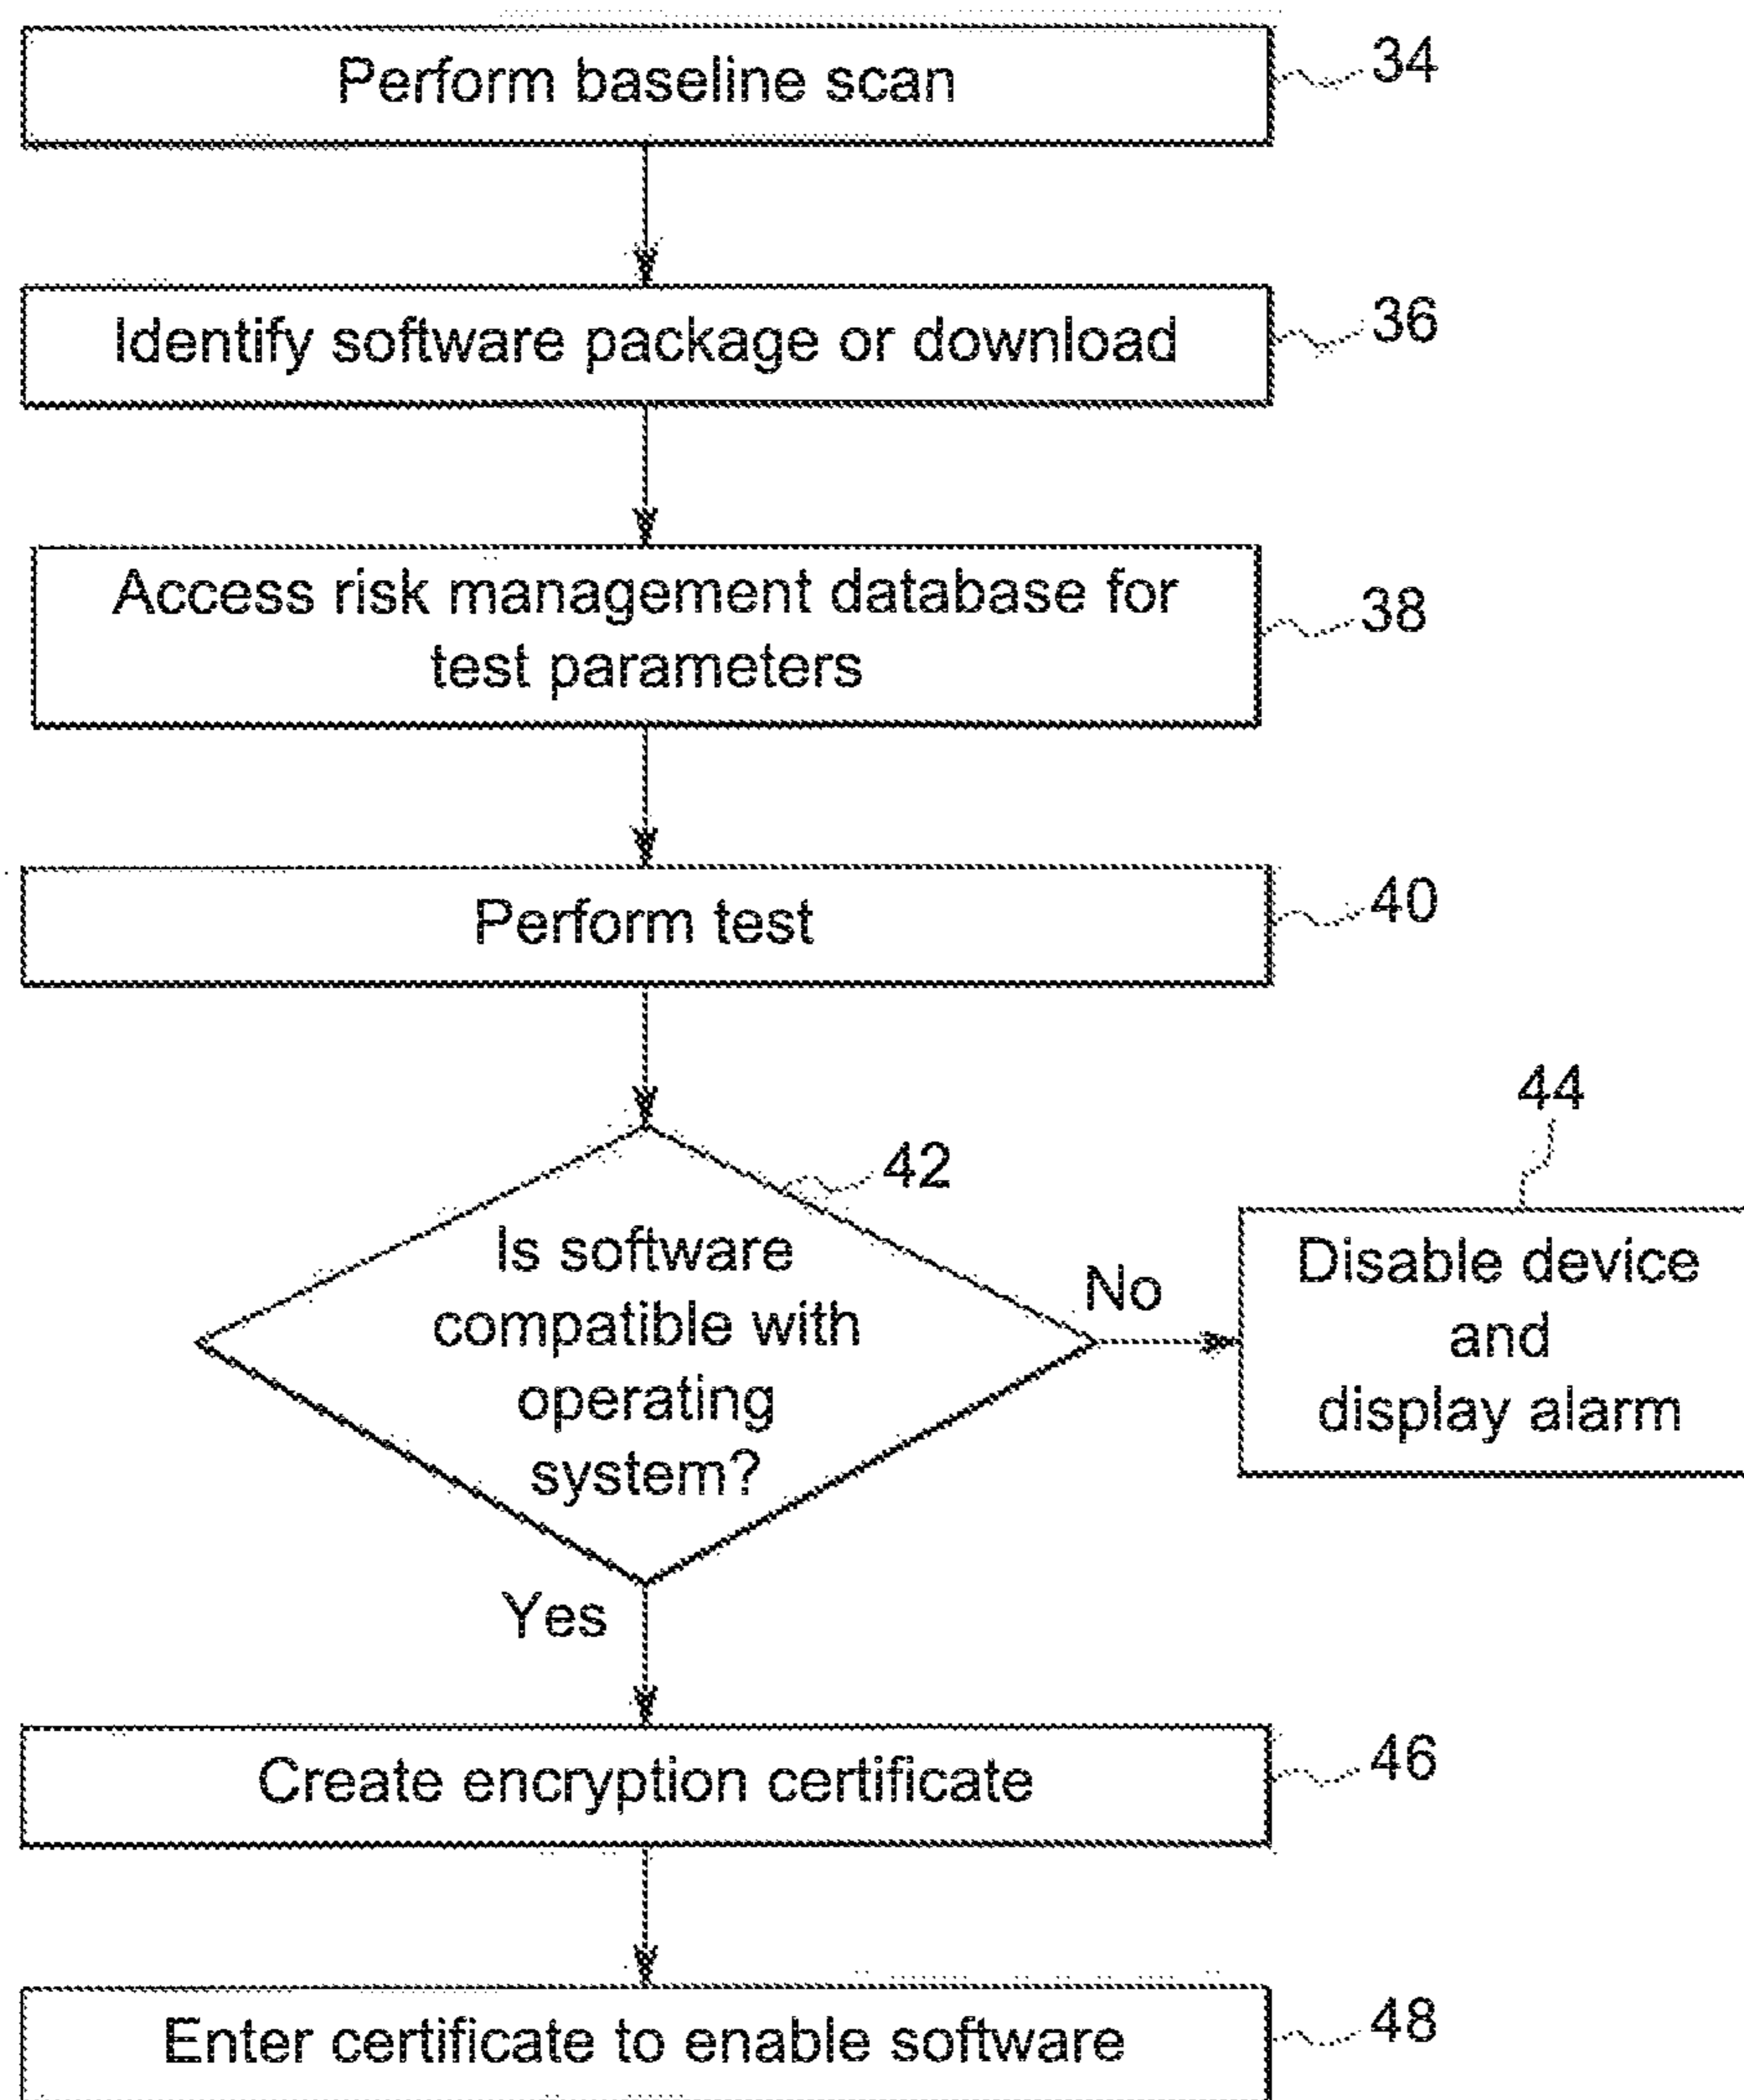 Perform baseline scan
34
Identify software package or download
36
Access risk management database for
test parameters
38
Perform test
40
42
Is software
compatible with
operating
system?
No
44
Disable device
and
display alarm
Yes
Create encryption certificate
46
Enter certificate to enable software
48